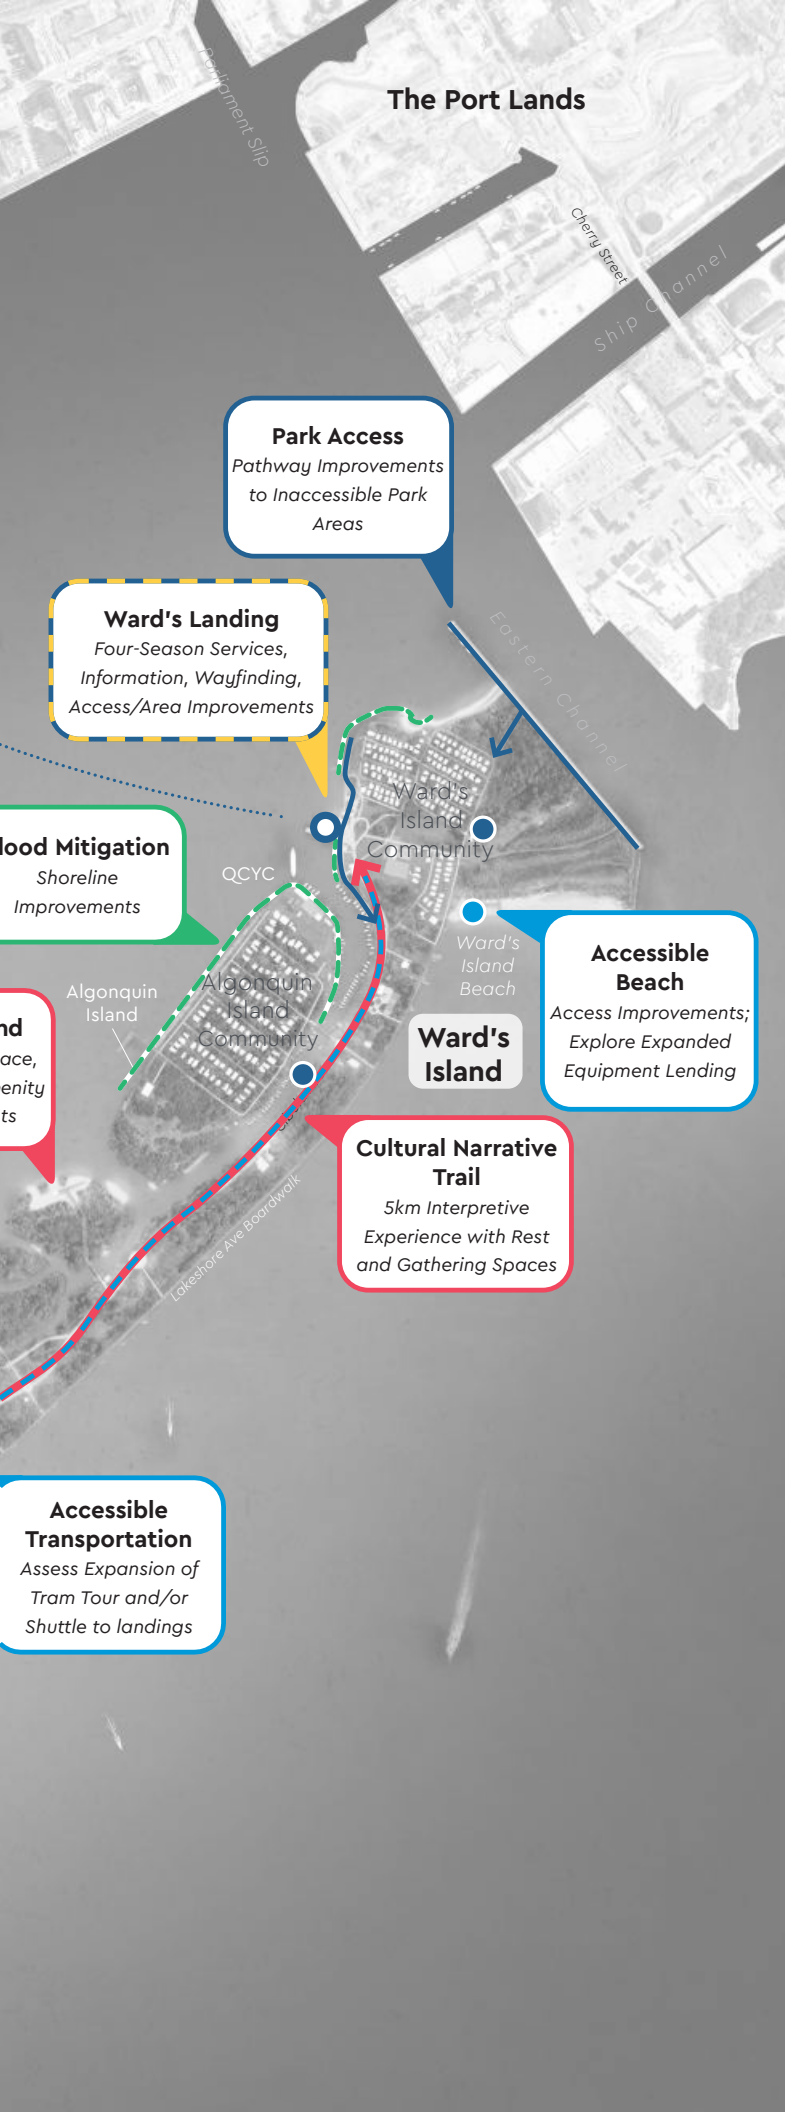 Parliament Slip
The Port Lands
Cherry Street
Ship Channel
Park Access
Pathway Improvements
to Inaccessible Park
Areas
Ward's Landing
Four-Season Services,
Information, Wayfinding,
Access/Area Improvements
Eastern Channel
Ward's
Island
Community
lood Mitigation
Shoreline
Improvements
QCYC
Algonquin
Island
Algonquin
Island
Community
Ward's
Island
Beach
Accessible
Beach
Access Improvements;
Explore Expanded
Equipment Lending
nd
ace,
enity
ts
Ward's
Island
Cultural Narrative
Trail
5km Interpretive
Experience with Rest
and Gathering Spaces
Lakeshore Ave Boardwalk
Accessible
Transportation
Assess Expansion of
Tram Tour and/or
Shuttle to landings